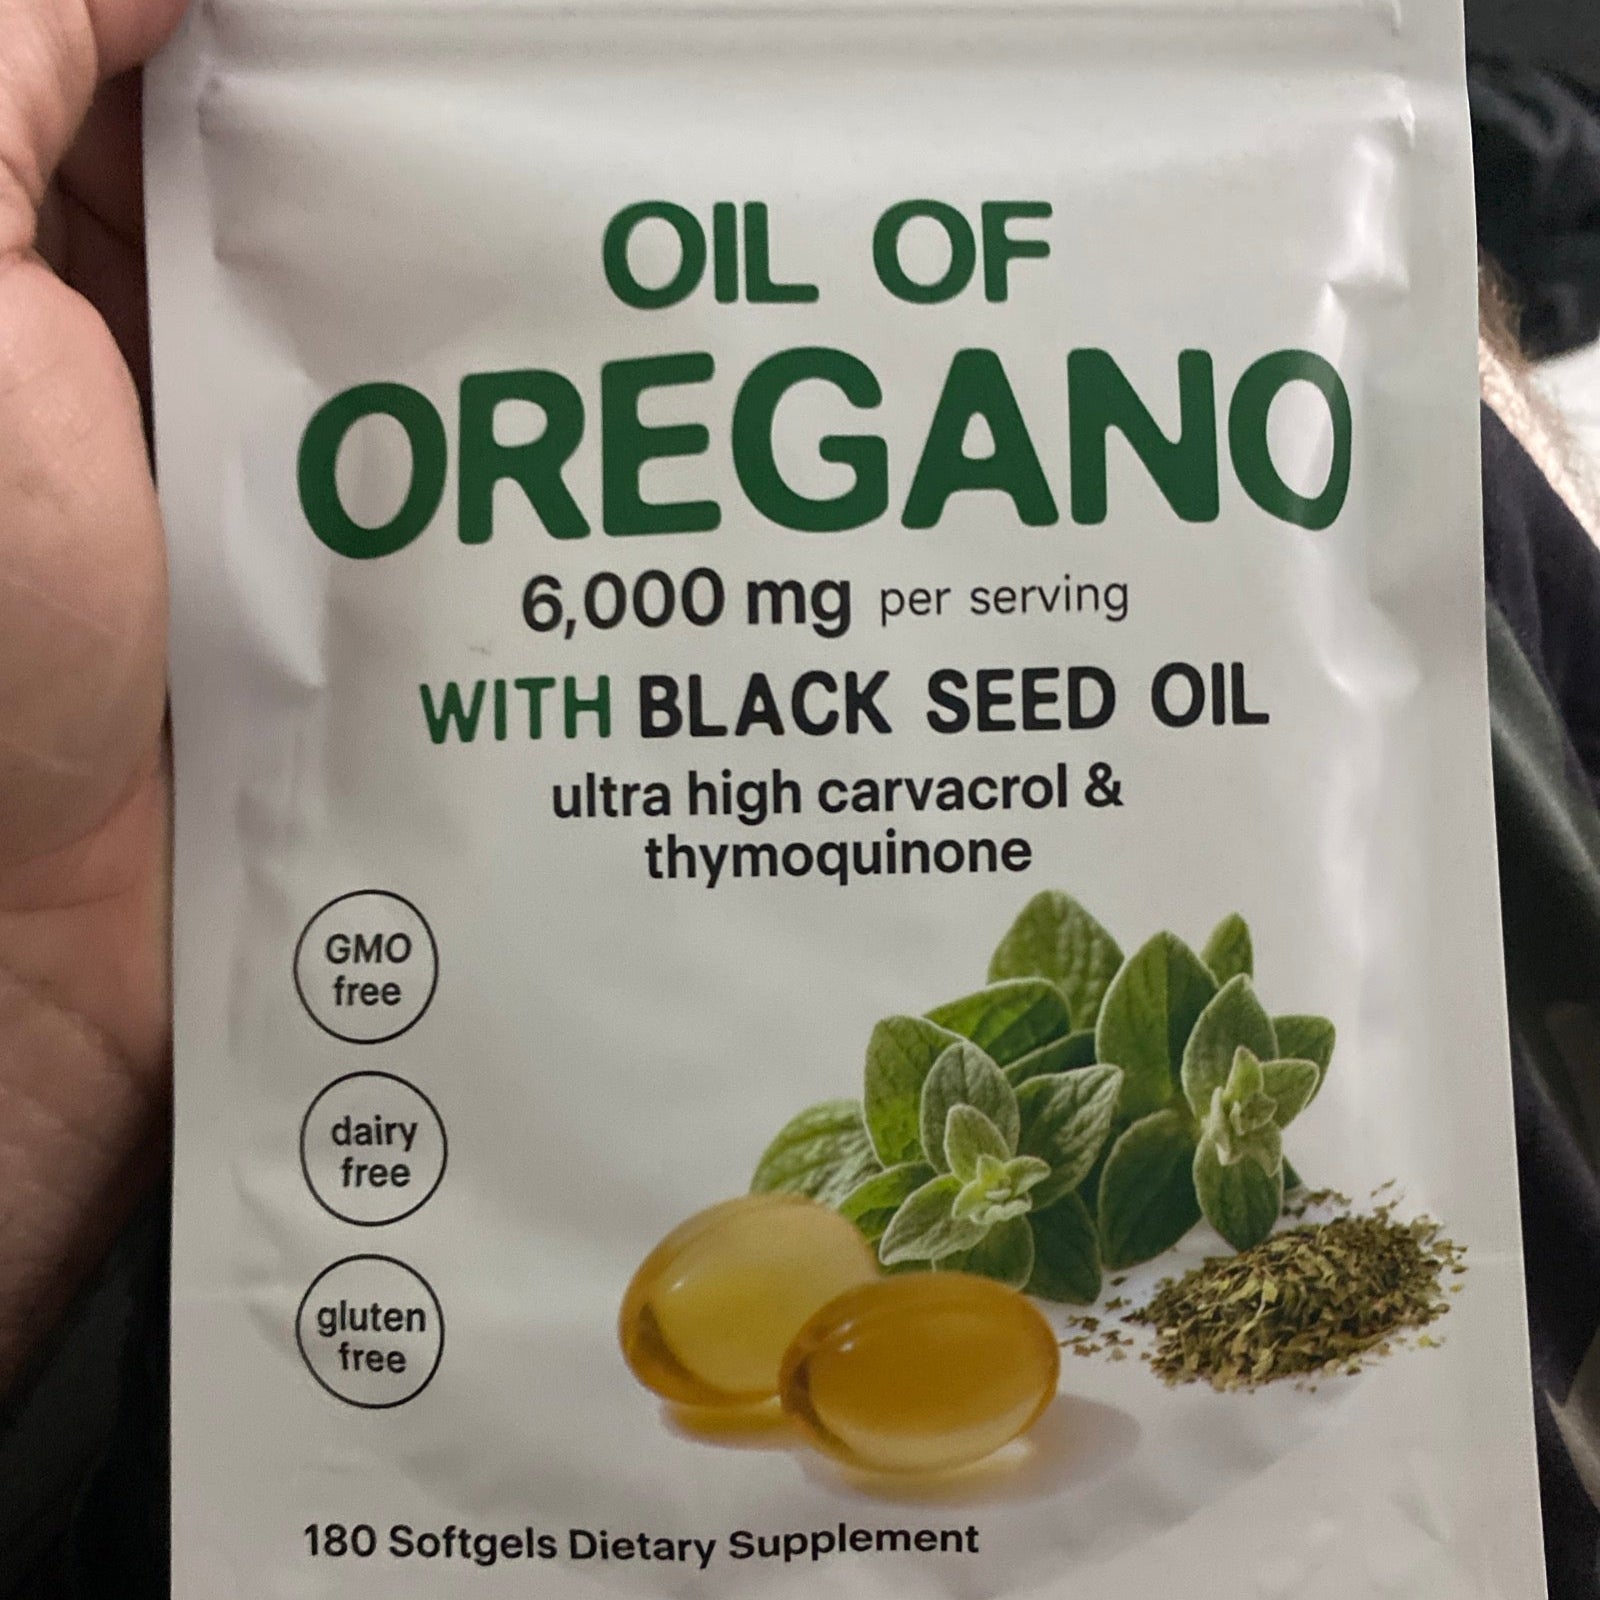 OIL OF
OREGANO
6,000 mg per serving
WITH BLACK SEED OIL
ultra high carvacrol &
thymoquinone
GMO
free
dairy
free
gluten
free
180 Softgels Dietary Supplement